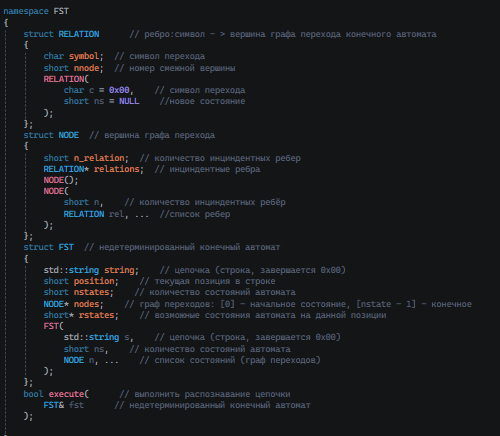 namespace FST
{
struct RELATION // ребро:символ - > вершина графа перехода конечного автомата
{
char symbol; // символ перехода
short nnode; // номер смежной вершины
RELATION(
char c = 0x00, // символ перехода
short ns = NULL //новое состояние
);
};
struct NODE // вершина графа перехода
{
short n_relation; // количество инциндентных ребер
RELATION* relations; // инциндентные ребра
NODE();
NODE(
short n, // количество инциндентных ребёр
RELATION rel, ... //список ребер
);
};
struct FST // недетерминированный конечный автомат
{
std::string string; // цепочка (строка, завершается 0x00)
short position; // текущая позиция в строке
short nstates; // количество состояний автомата
NODE* nodes; // граф переходов: [0] - начальное состояние, [nstate - 1] - конечное
short* rstates; // возможные состояния автомата на данной позиции
FST(
std::string s, // цепочка (строка, завершается 0x00)
short ns, // количество состояний автомата
NODE n, ... // список состояний (граф переходов)
);
};
bool execute( // выполнить распознавание цепочки
FST& fst // недетерминированный конечный автомат
);